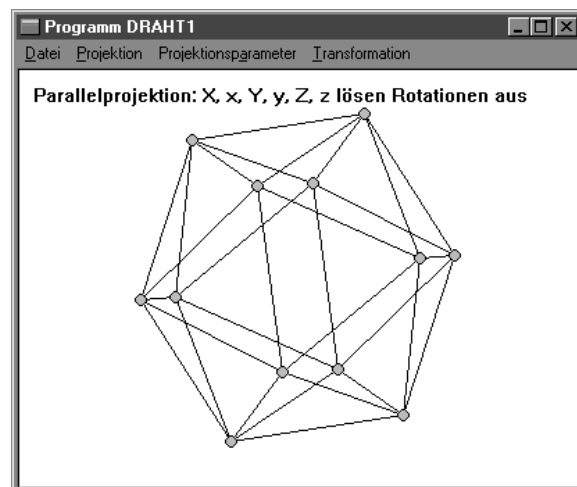 Programm DRAHT1
Datei Projektion Projektionsparameter Transformation
Parallelprojektion: X, x, Y, y, Z, z lösen Rotationen aus